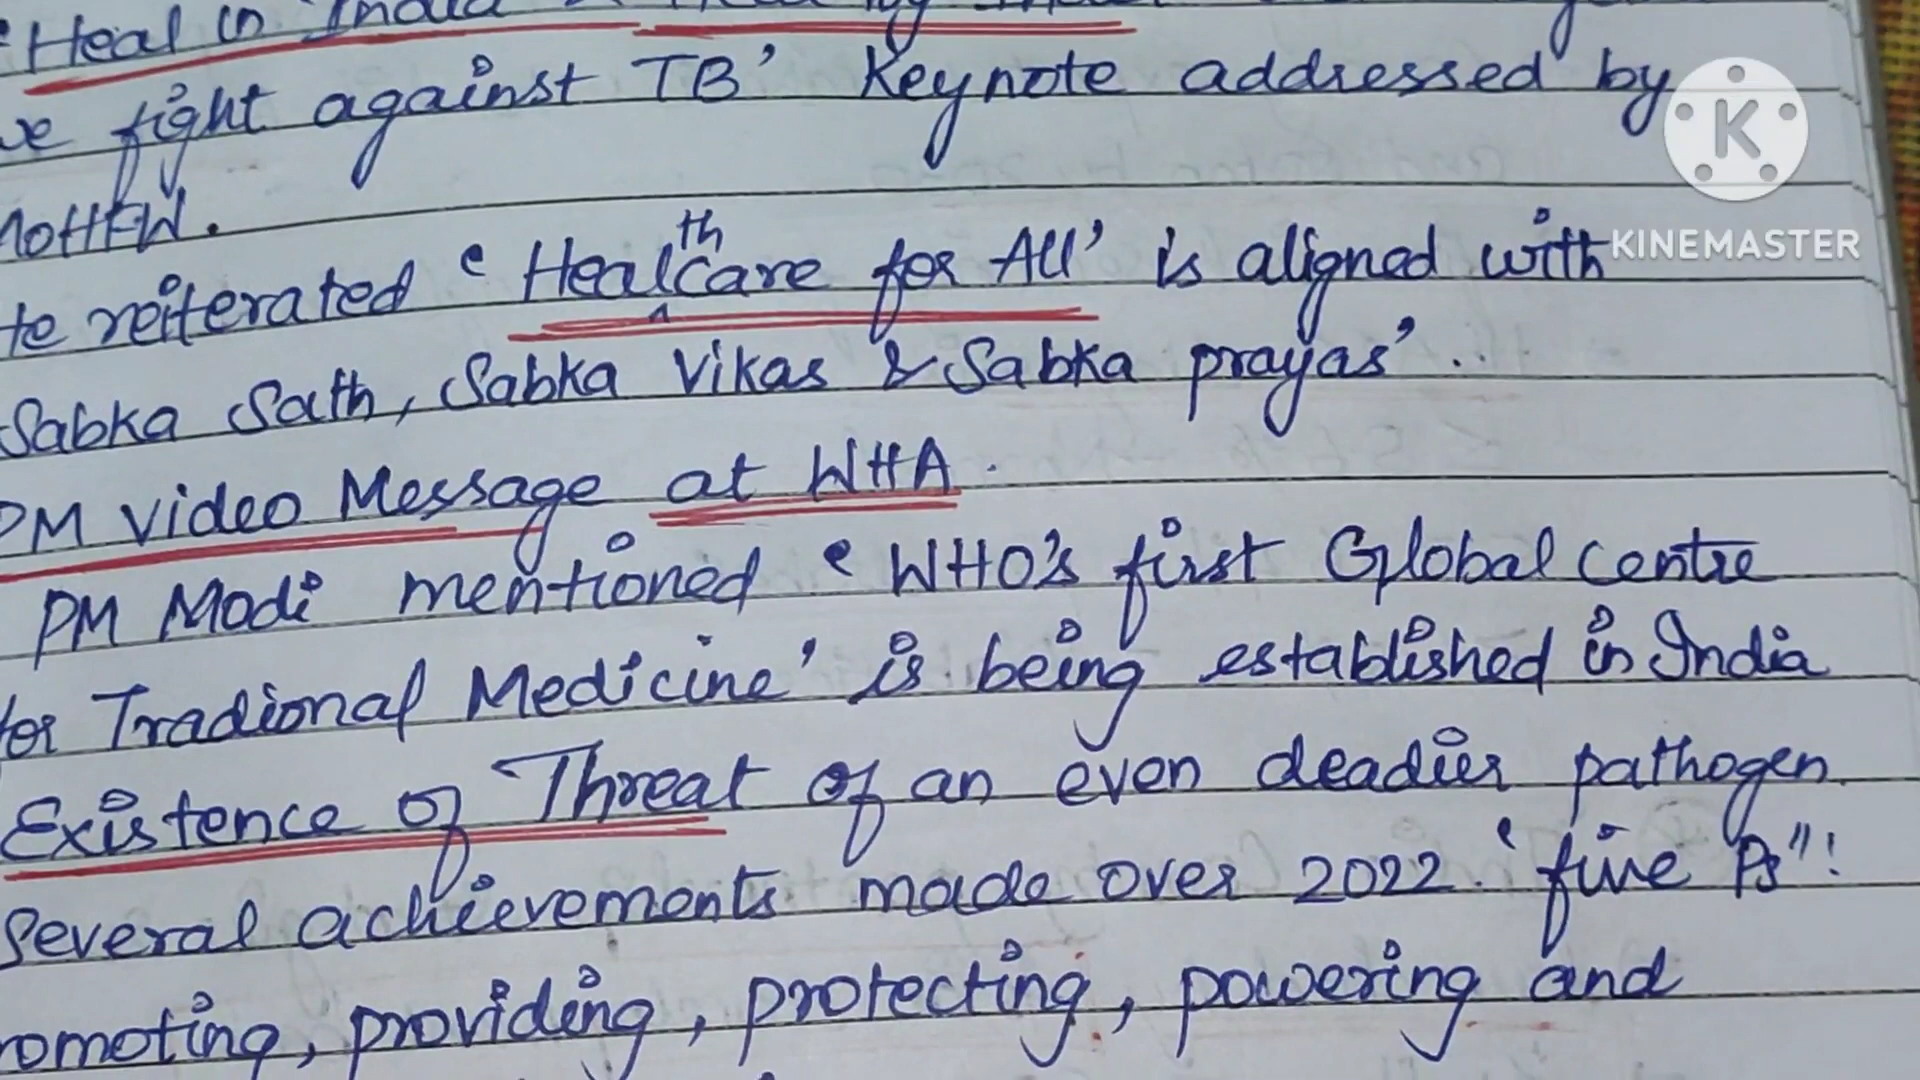 Heal in India & Heal by India
fight against TB' Keynote addressed by
MoHFW.
reiterated 'Healthcare for All' is aligned with
Sabka Sath, Sabka Vikas & Sabka prayas'..
PM video Message at WHA.
PM Modi mentioned 'WHO's first Global Centre
for Tradional Medicine' is being established in India
Existence of Threat of an even deadier pathogen.
Several achievements made over 2022. 'five Ps":
romoting, providing, protecting, powering and
K
KINEMASTER